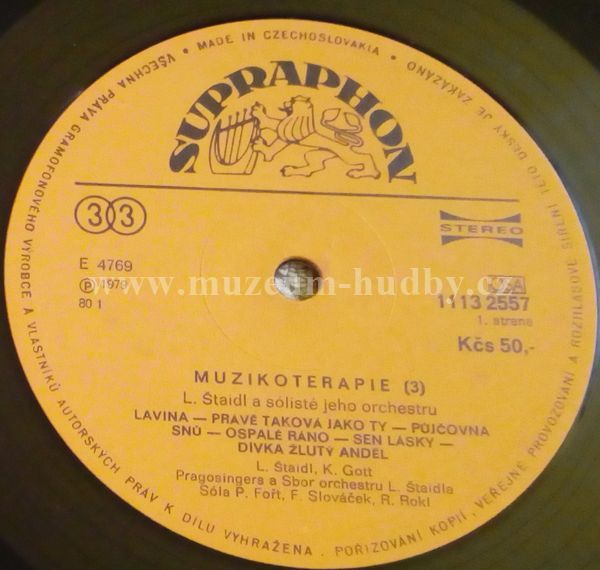 VŠECHNA PRÁVA GRAMOFONOVÉHO VÝROBCE A VLASTNÍKŮ AUTORSKÝCH PRÁV K DÍLU VYHRAŽENA. POŘIZOVÁNÍ KOPIÍ, VEŘEJNÉ PROVOZOVÁNÍ A ROZHLASOVÉ ŠÍŘENÍ TÉTO DESKY JE ZAKÁZÁNO • MADE IN CZECHOSLOVAKIA •
SUPRAPHON
33
STEREO
E 4769
Ⓟ 1979
80 1
www.muzeum-hudby.cz
1113 2557
1. strana
Kčs 50,-
MUZIKOTERAPIE (3)
L. Štaidl a sólisté jeho orchestru
LAVINA — PRÁVĚ TAKOVÁ JAKO TY — PŮJČOVNA
SNŮ — OSPALÉ RÁNO — SEN LÁSKY —
DÍVKA ŽLUTÝ ANDĚL
L. Štaidl, K. Gott
Pragosingers a Sbor orchestru L. Štaidla
Sóla P. Fořt, F. Slováček, R. Rokl